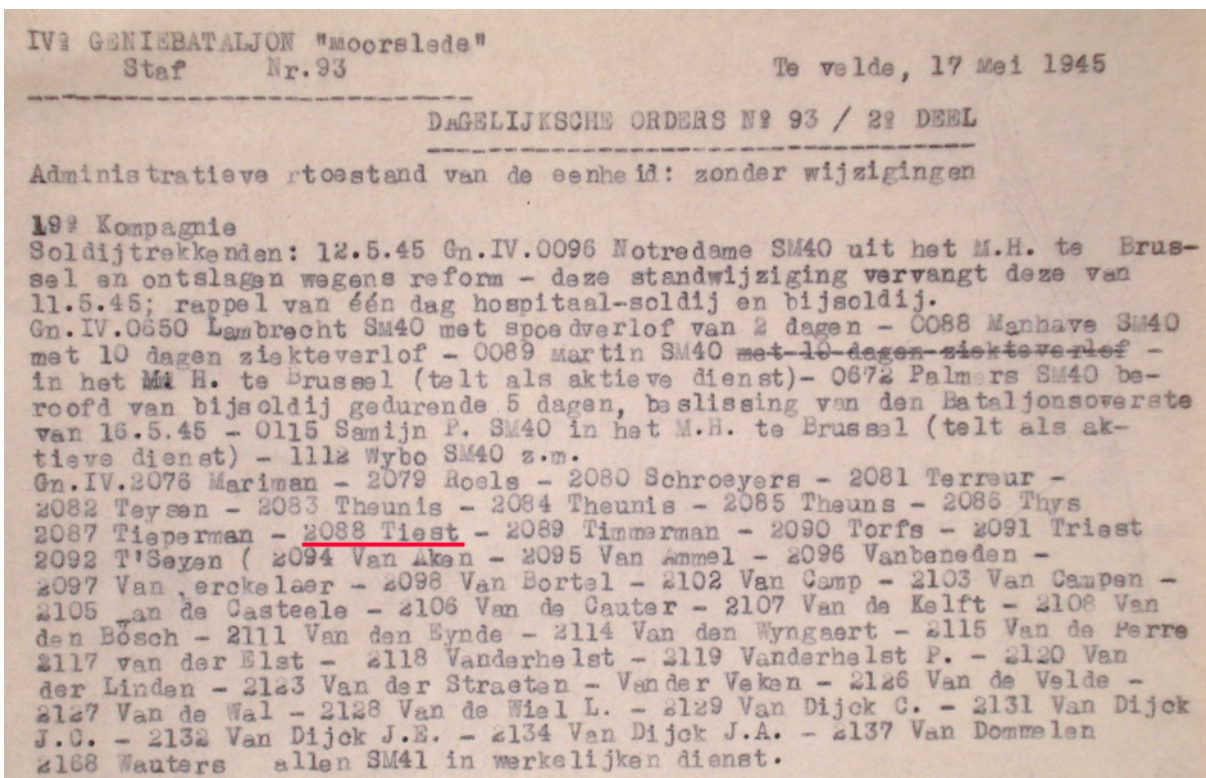 IVe GENIEBATALJON "Moorslede"
Staf Nr.93 Te velde, 17 Mei 1945
DAGELIJKSCHE ORDERS Nº 93 / 2e DEEL
Administratieve toestand van de eenheid: zonder wijzigingen
19e Kompagnie
Soldijtrekkenden: 12.5.45 Gn.IV.0096 Notredame SM40 uit het M.H. te Brus-
sel en ontslagen wegens reform - deze standwijziging vervangt deze van
11.5.45; rappel van één dag hospitaal-soldij en bijsoldij.
Gn.IV.0650 Lambrecht SM40 met spoedverlof van 2 dagen - 0088 Manhave SM40
met 10 dagen ziekteverlof - 0089 Martin SM40 met 10 dagen ziekteverlof -
in het M H. te Brussel (telt als aktieve dienst)- 0672 Palmers SM40 be-
roofd van bijsoldij gedurende 5 dagen, beslissing van den Bataljonsoverste
van 16.5.45 - 0115 Samijn P. SM40 in het M.H. te Brussel (telt als ak-
tieve dienst) - 1112 Wybo SM40 z.m.
Gn.IV.2076 Mariman - 2079 Roels - 2080 Schroeyers - 2081 Terreur -
2082 Teysen - 2083 Theunis - 2084 Theunis - 2085 Theuns - 2086 Thys
2087 Tieperman - 2088 Tiest - 2089 Timmerman - 2090 Torfs - 2091 Triest
2092 T'Seyen ( 2094 Van Aken - 2095 Van Ammel - 2096 Vanbeneden -
2097 Van erckelaer - 2098 Van Bortel - 2102 Van Camp - 2103 Van Campen -
2105 an de Casteele - 2106 Van de Cauter - 2107 Van de Kelft - 2108 Van
den Bosch - 2111 Van den Eynde - 2114 Van den Wyngaert - 2115 Van de Perre
2117 van der Elst - 2118 Vanderhelst - 2119 Vanderhelst P. - 2120 Van
der Linden - 2123 Van der Straeten - Vander Veken - 2126 Van de Velde -
2127 Van de Wal - 2128 Van de Wiel L. - 2129 Van Dijck C. - 2131 Van Dijck
J.C. - 2132 Van Dijck J.E. - 2134 Van Dijck J.A. - 2137 Van Dommelen
2168 Wauters allen SM41 in werkelijken dienst.